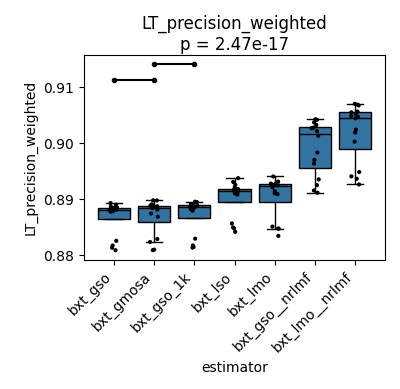 LT_precision_weighted
p = 2.47e-17
LT_precision_weighted
0.91
0.90
0.89
0.88
bxt_gso
bxt_gmosa
bxt_gso_1k
bxt_lso
bxt_lmo
bxt_gso__nrlmf
bxt_lmo__nrlmf
estimator